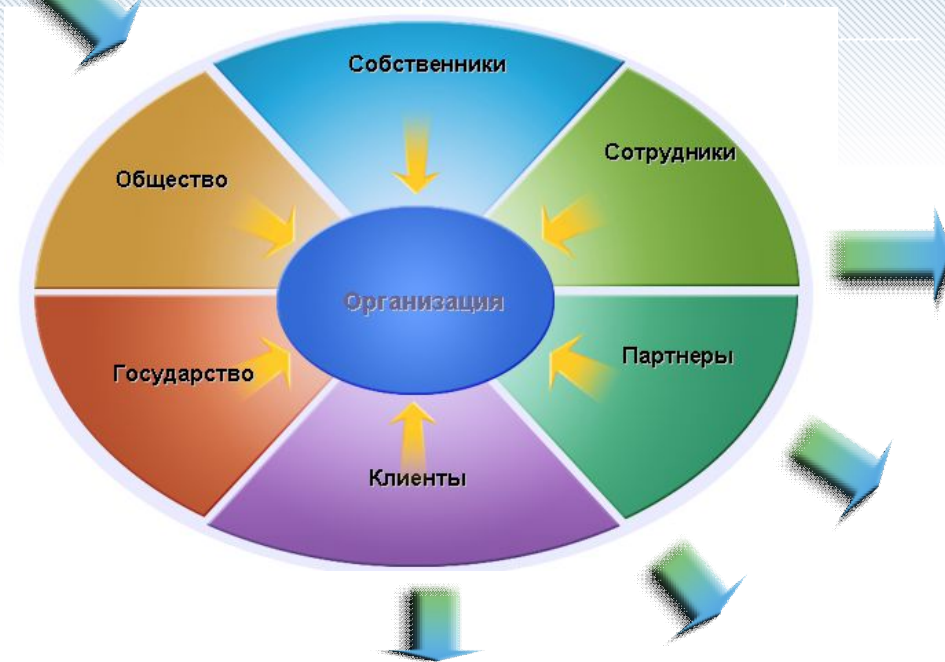 Собственники
Сотрудники
Общество
Организация
Партнеры
Государство
Клиенты